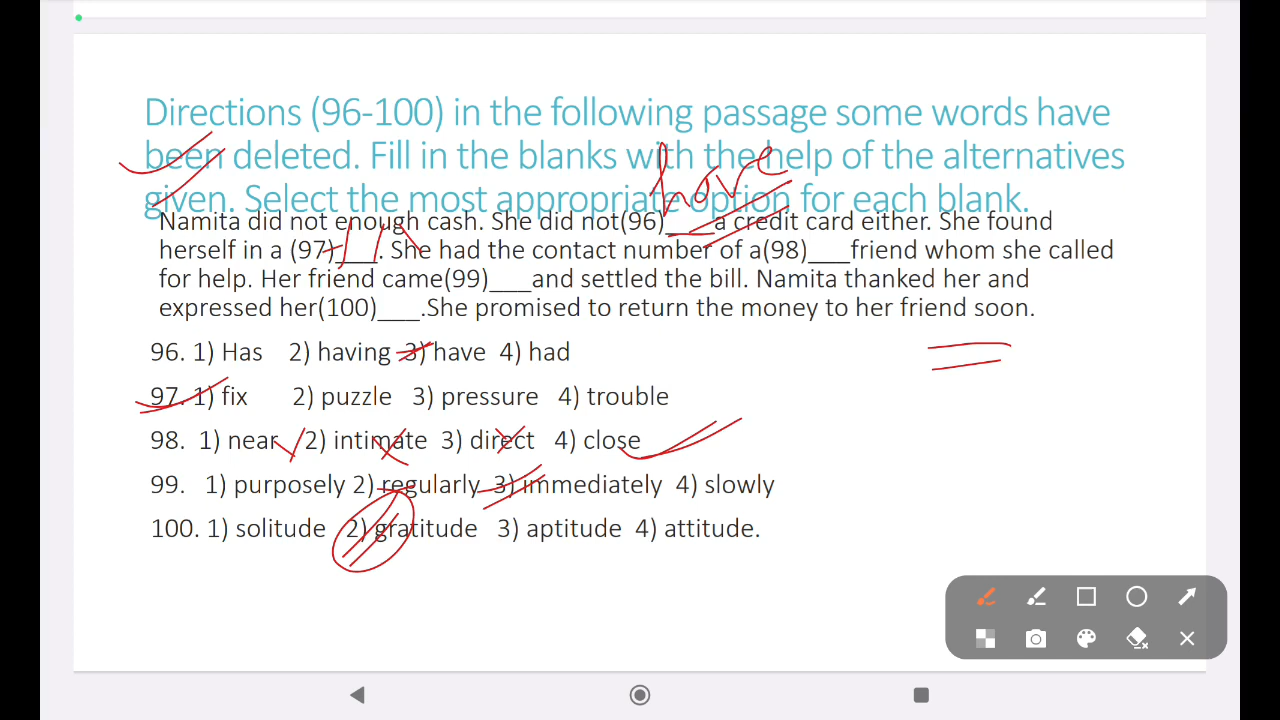 Directions (96-100) in the following passage some words have
been deleted. Fill in the blanks with the help of the alternatives
given. Select the most appropriate option for each blank.
have
Namita did not enough cash. She did not(96)____a credit card either. She found
herself in a (97)____. She had the contact number of a(98)___friend whom she called
for help. Her friend came(99)___and settled the bill. Namita thanked her and
expressed her(100)___.She promised to return the money to her friend soon.
96. 1) Has 2) having 3) have 4) had
97. 1) fix 2) puzzle 3) pressure 4) trouble
98. 1) near 2) intimate 3) direct 4) close
99. 1) purposely 2) regularly 3) immediately 4) slowly
100. 1) solitude 2) gratitude 3) aptitude 4) attitude.